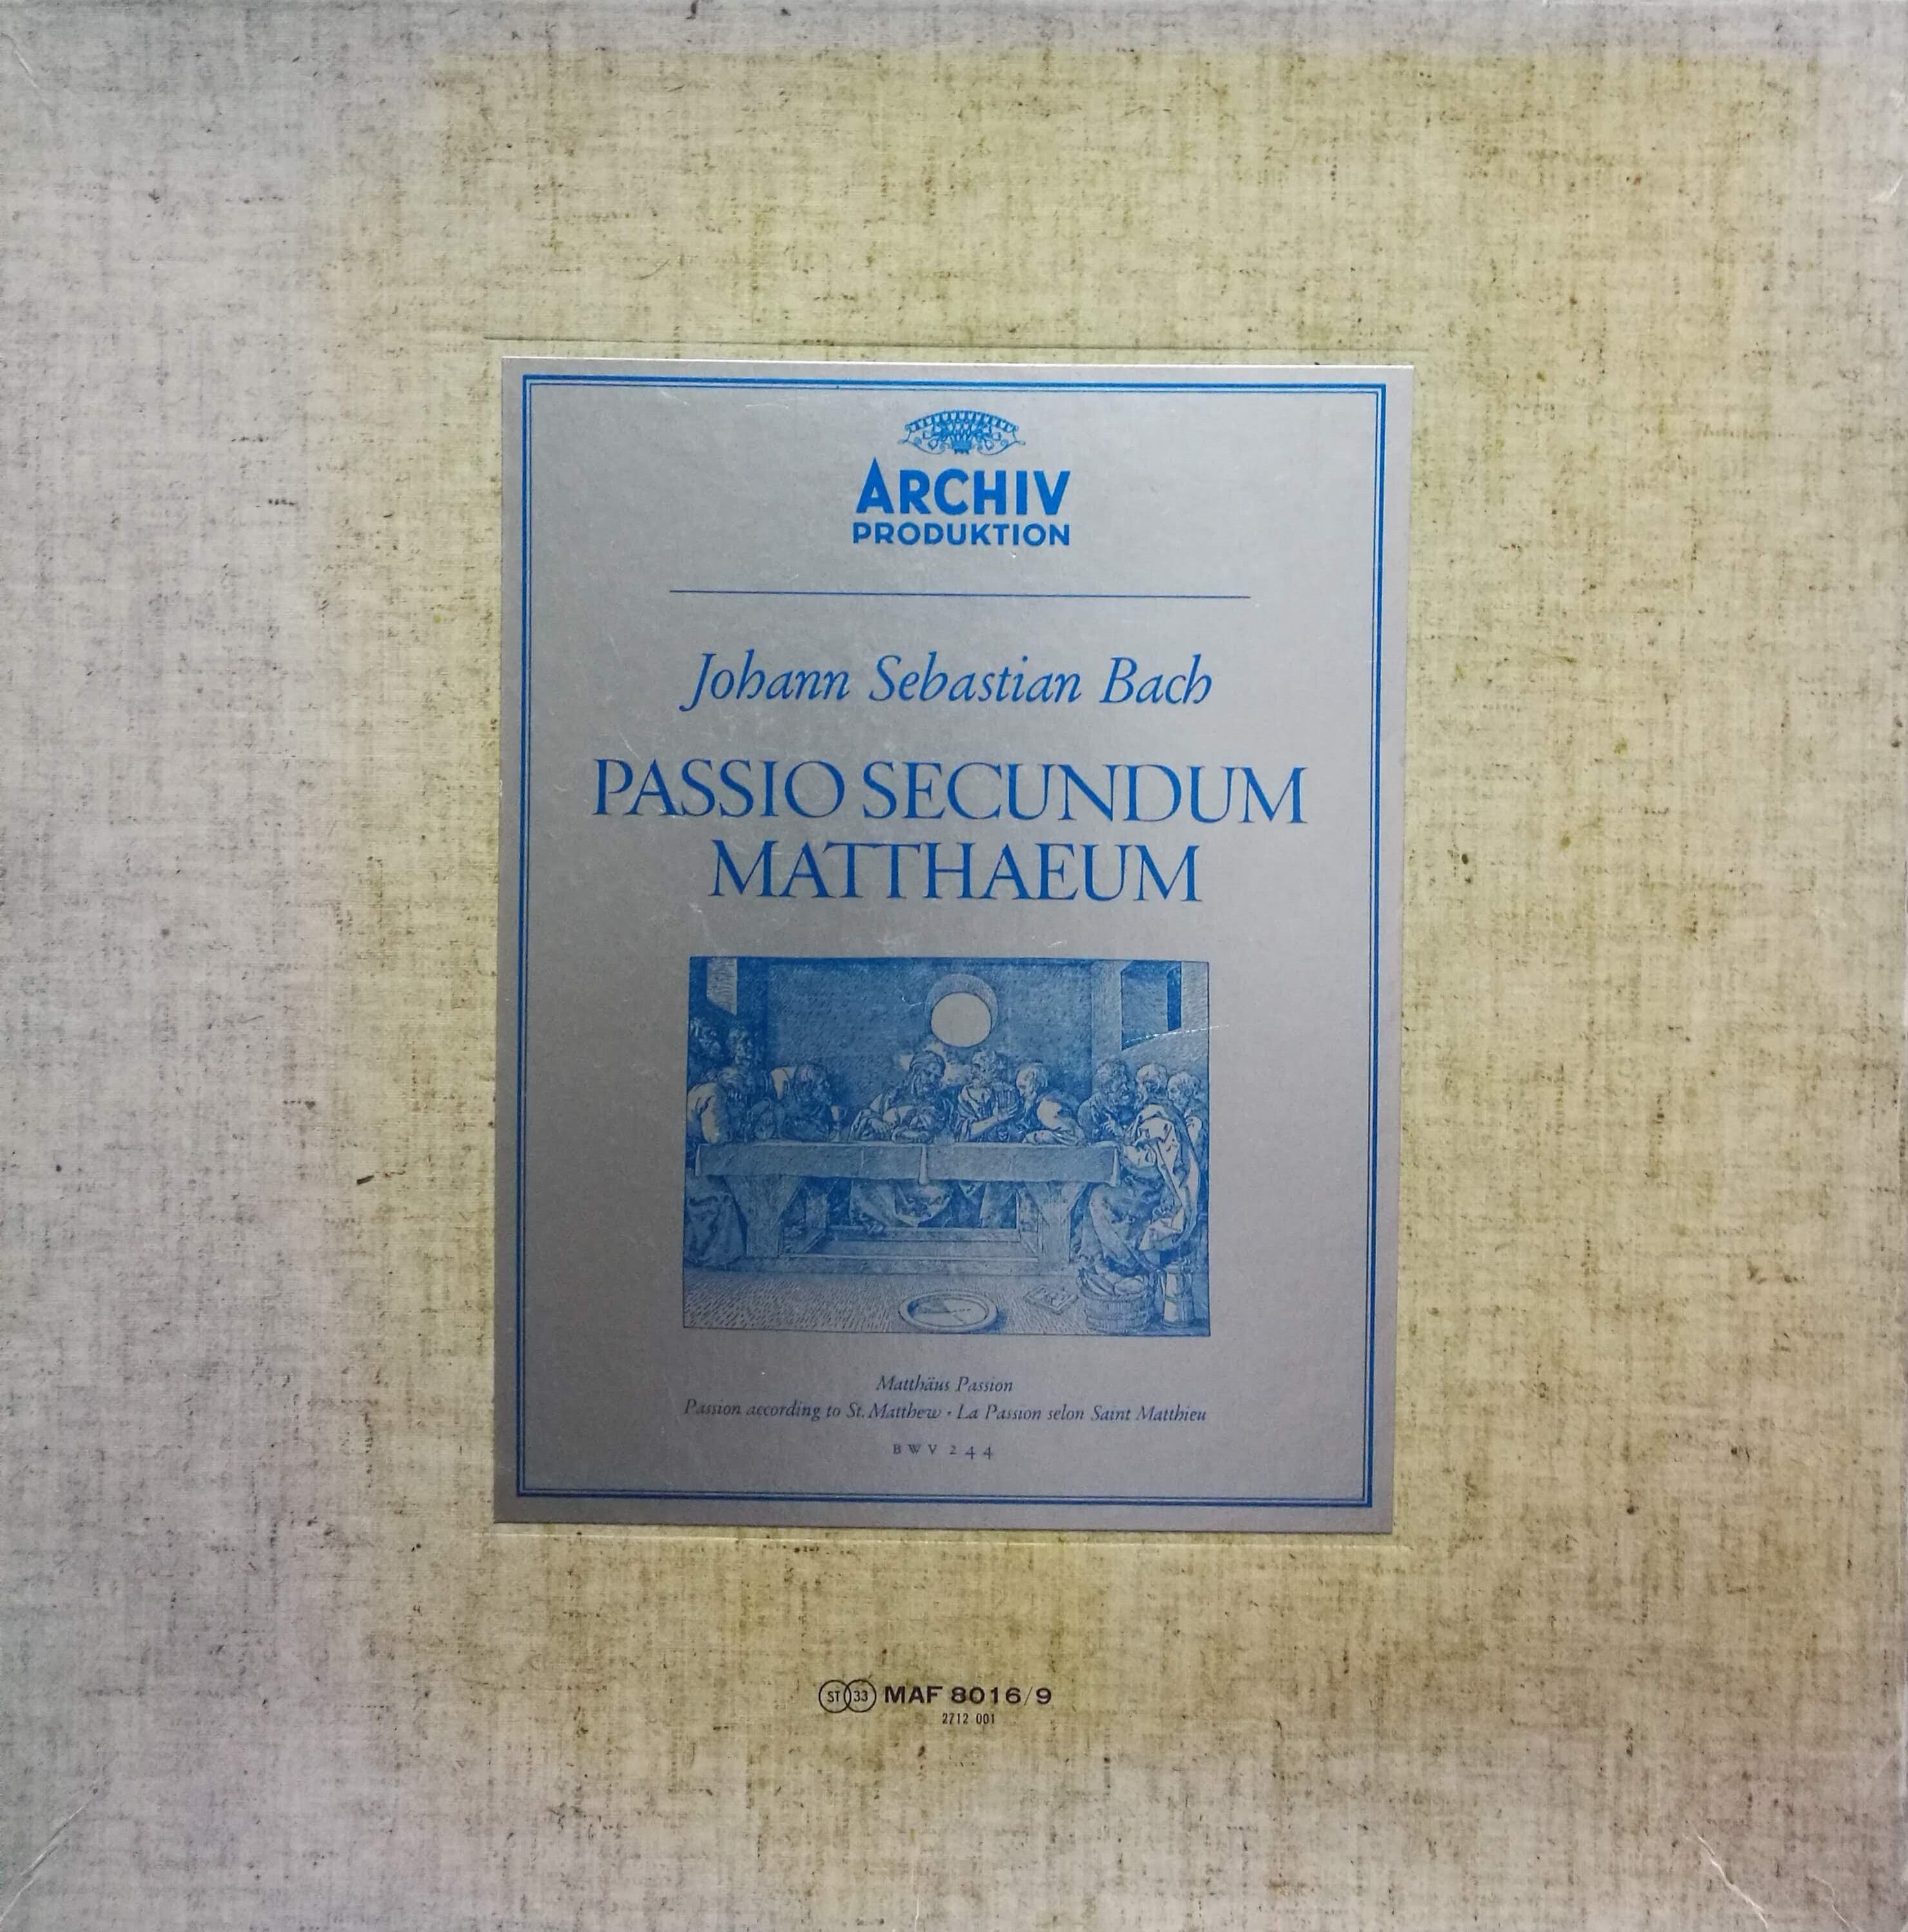 ARCHIV
PRODUKTION
Johann Sebastian Bach
PASSIO SECUNDUM
MATTHAEUM
Matthäus Passion
Passion according to St. Matthew · La Passion selon Saint Matthieu
BWV 244
ST 33 MAF 8016/9
2712 001